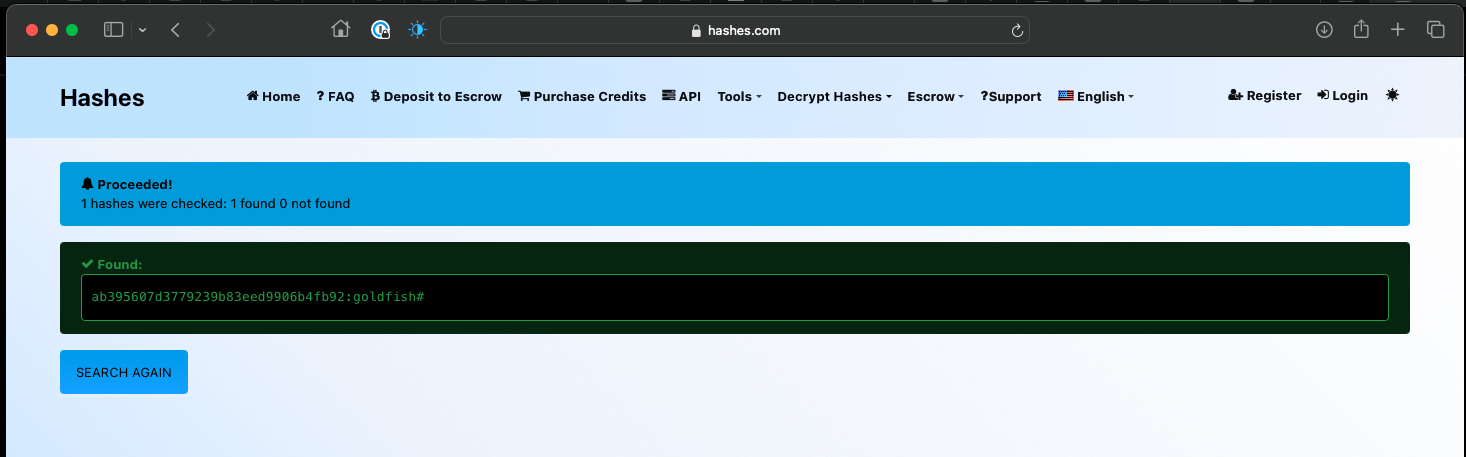 hashes.com
Hashes Home ? FAQ Deposit to Escrow Purchase Credits API Tools Decrypt Hashes Escrow ?Support English Register Login
Proceeded!
1 hashes were checked: 1 found 0 not found
Found:
ab395607d3779239b83eed9906b4fb92:goldfish#
SEARCH AGAIN